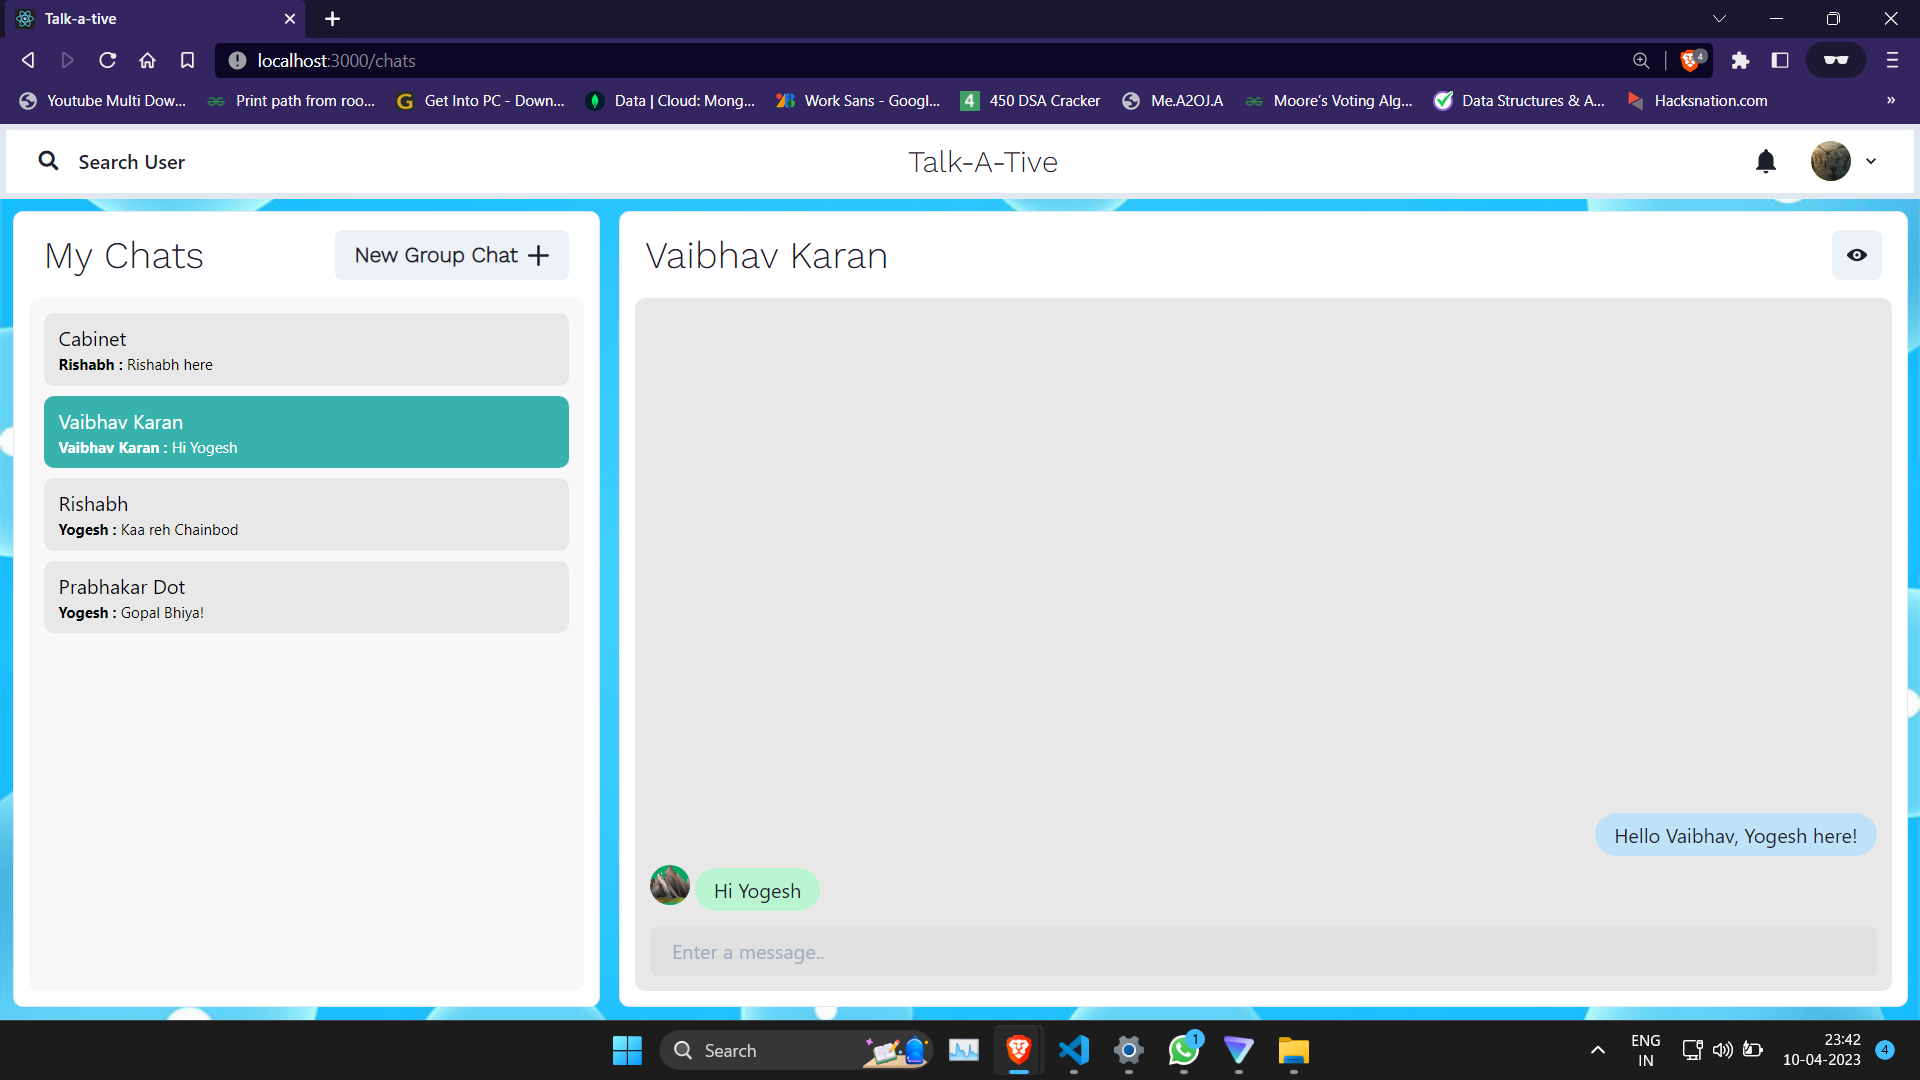 Talk-a-tive
localhost:3000/chats
4
Youtube Multi Dow...
Print path from roo...
Get Into PC - Down...
Data | Cloud: Mong...
Work Sans - Googl...
4
450 DSA Cracker
Me.A2OJ.A
Moore's Voting Alg...
Data Structures & A...
Hacksnation.com
»
Search User
Talk-A-Tive
My Chats
New Group Chat
Cabinet
Rishabh : Rishabh here
Vaibhav Karan
Vaibhav Karan : Hi Yogesh
Rishabh
Yogesh : Kaa reh Chainbod
Prabhakar Dot
Yogesh : Gopal Bhiya!
Vaibhav Karan
Hello Vaibhav, Yogesh here!
Hi Yogesh
Enter a message..
Search
1
ENG
IN
23:42
10-04-2023
4